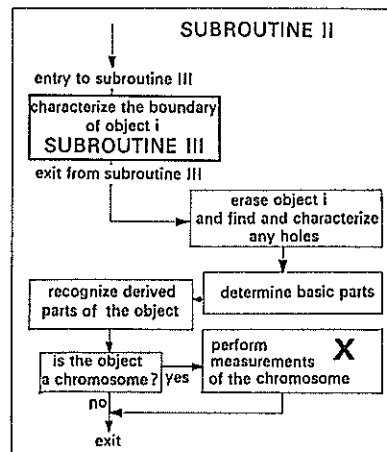 SUBROUTINE II
entry to subroutine III
characterize the boundary
of object i
SUBROUTINE III
exit from subroutine III
erase object i
and find and characterize
any holes
determine basic parts
recognize derived
parts of the object
is the object
a chromosome?
yes
perform X
measurements
of the chromosome
no
exit